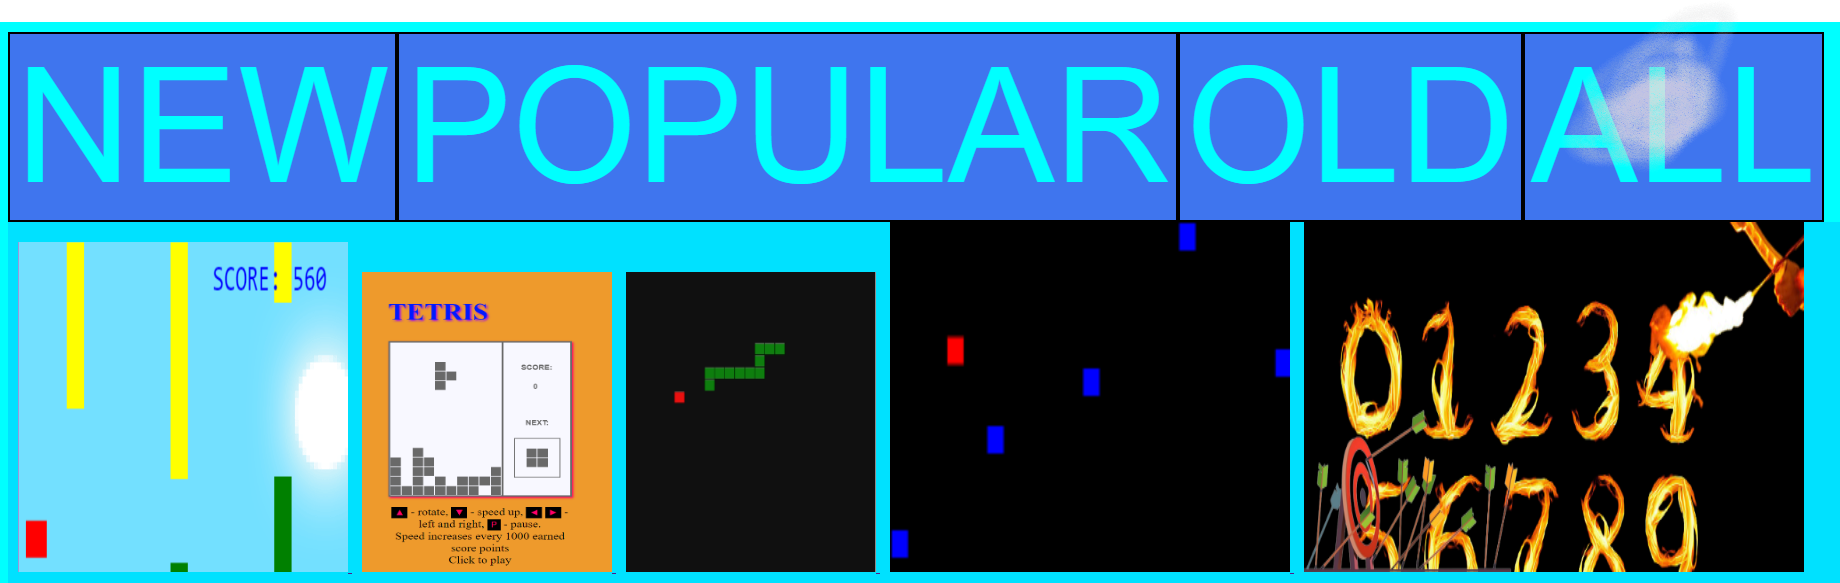 NEW POPULAR OLD ALL
SCORE: 560
TETRIS
SCORE:
0
NEXT:
▲ - rotate, ▼ - speed up, ◄ ► -
left and right, P - pause.
Speed increases every 1000 earned
score points
Click to play
0 1 2 3 4
5 6 7 8 9